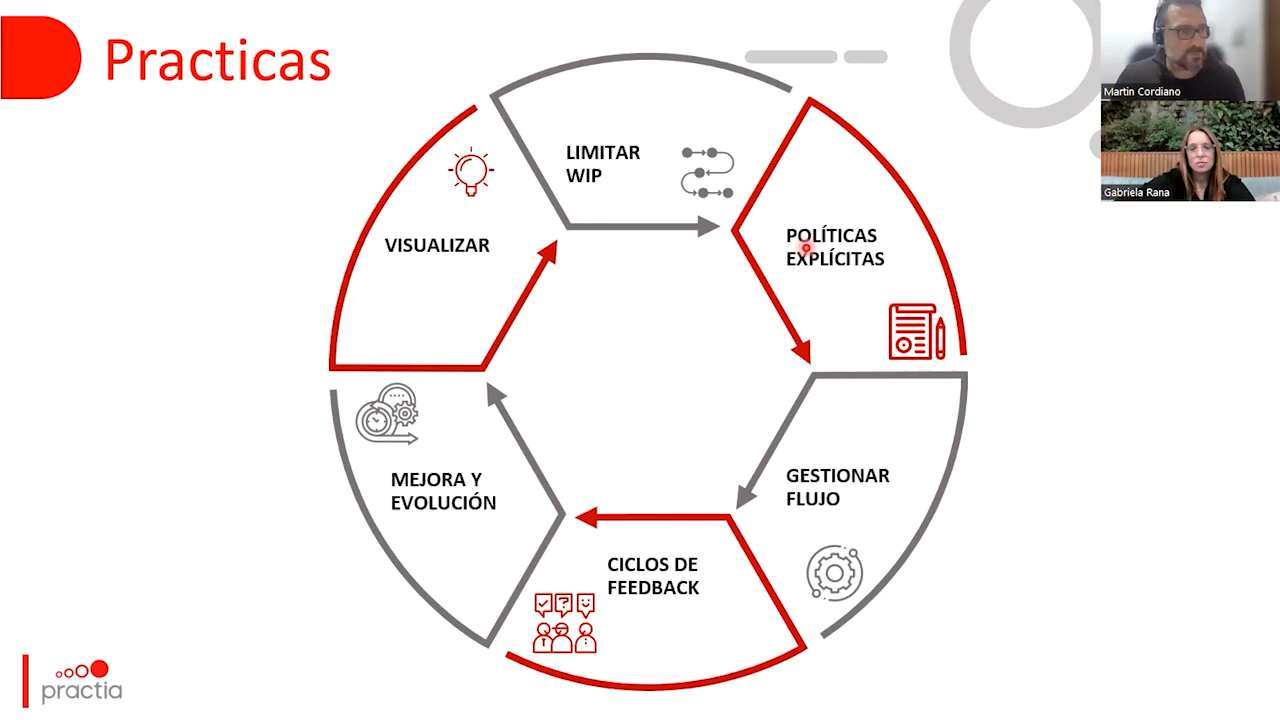 Practicas
LIMITAR
WIP
VISUALIZAR
POLÍTICAS
EXPLÍCITAS
MEJORA Y
EVOLUCIÓN
GESTIONAR
FLUJO
CICLOS DE
FEEDBACK
practia
Martin Cordiano
Gabriela Rana